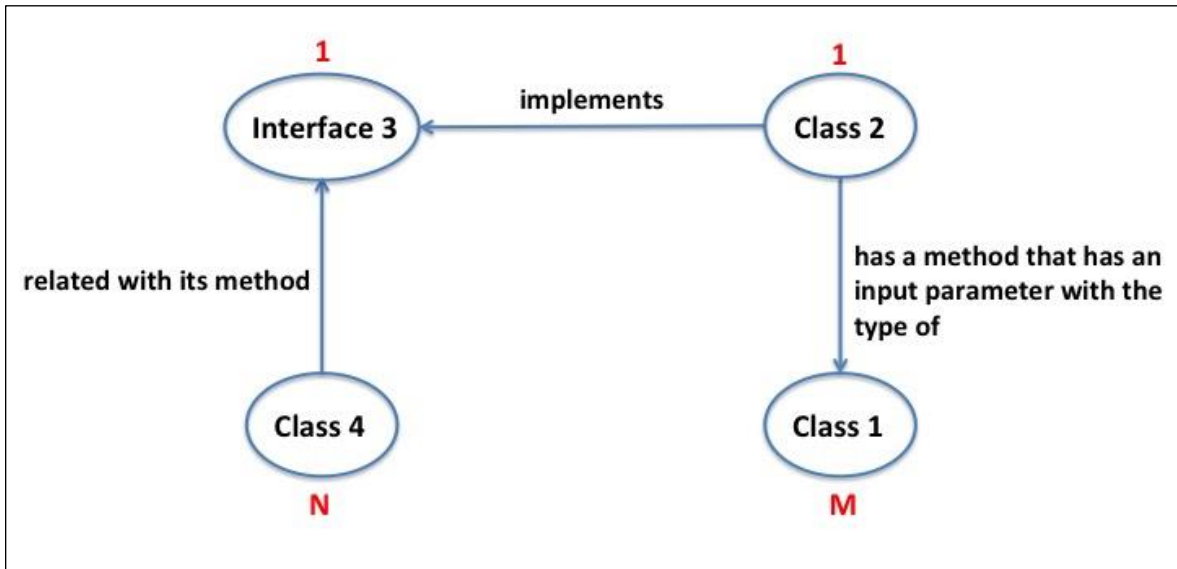 1
1
Interface 3
implements
Class 2
related with its method
has a method that has an
input parameter with the
type of
Class 4
Class 1
N
M